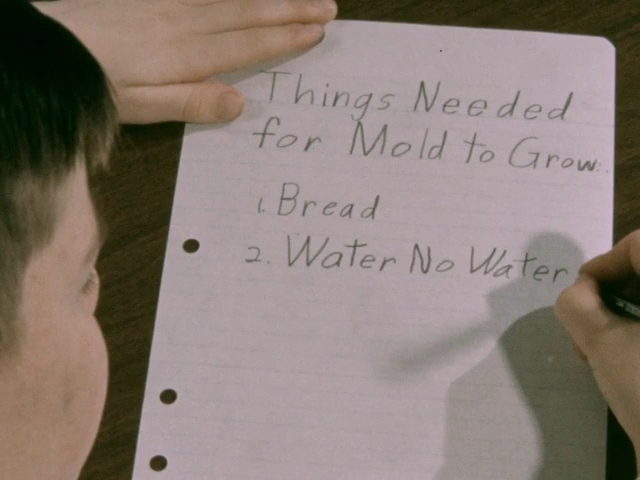 Things Needed
for Mold to Grow:
1. Bread
2. Water No Water